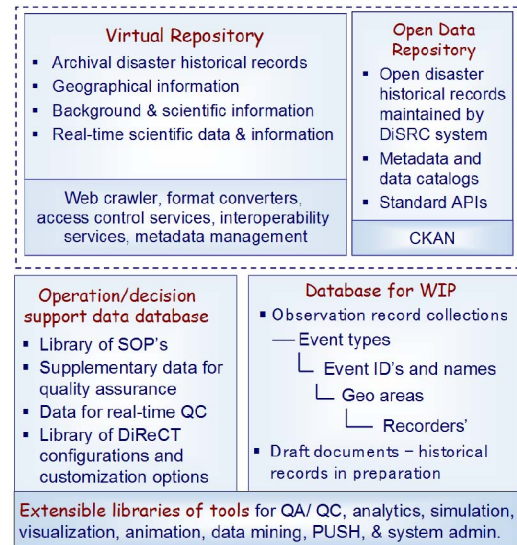 Virtual Repository
▪ Archival disaster historical records
▪ Geographical information
▪ Background & scientific information
▪ Real-time scientific data & information
Web crawler, format converters,
access control services, interoperability
services, metadata management
Open Data
Repository
▪ Open disaster
historical records
maintained by
DiSRC system
▪ Metadata and
data catalogs
▪ Standard APIs
CKAN
Operation/decision
support data database
▪ Library of SOP's
▪ Supplementary data for
quality assurance
▪ Data for real-time QC
▪ Library of DiReCT
configurations and
customization options
Database for WIP
▪ Observation record collections
Event types
Event ID's and names
Geo areas
Recorders'
▪ Draft documents – historical
records in preparation
Extensible libraries of tools for QA/ QC, analytics, simulation,
visualization, animation, data mining, PUSH, & system admin.